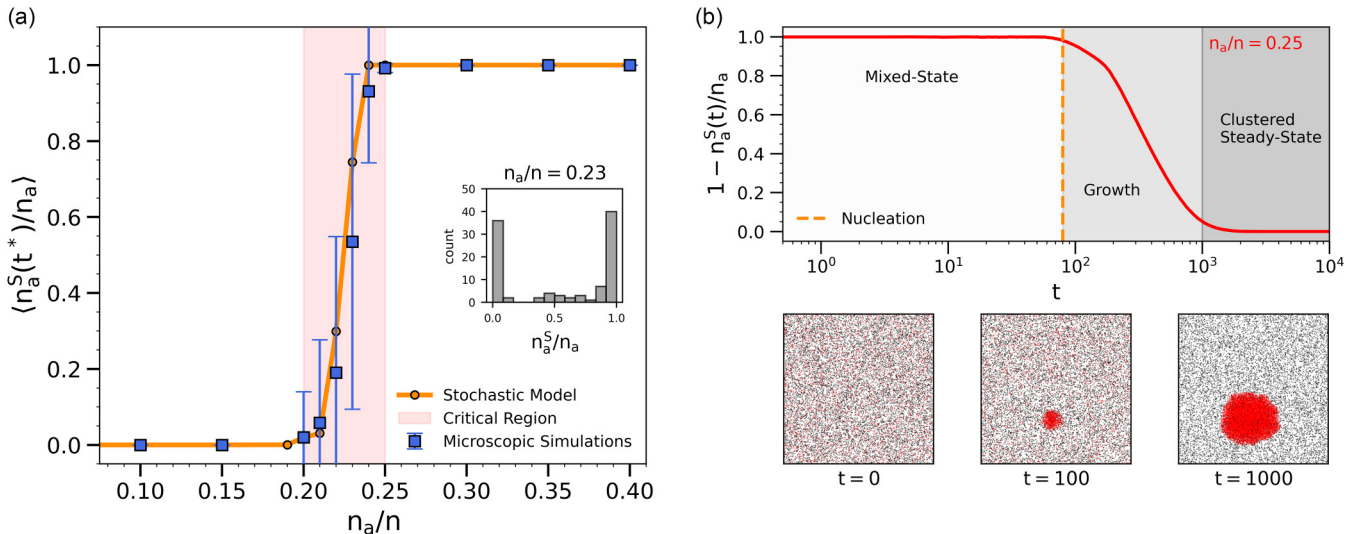 (a)
1.0
0.8
0.6
0.4
0.2
0.0
⟨n_a^S(t*)/n_a⟩
0.10 0.15 0.20 0.25 0.30 0.35 0.40
n_a/n
n_a/n = 0.23
50
40
30
20
10
0
count
0.0 0.5 1.0
n_a^S/n_a
Stochastic Model
Critical Region
Microscopic Simulations
(b)
1.0
0.8
0.6
0.4
0.2
0.0
1 − n_a^S(t)/n_a
n_a/n = 0.25
Mixed-State
Clustered
Steady-State
Growth
Nucleation
10^0 10^1 10^2 10^3 10^4
t
t = 0 t = 100 t = 1000